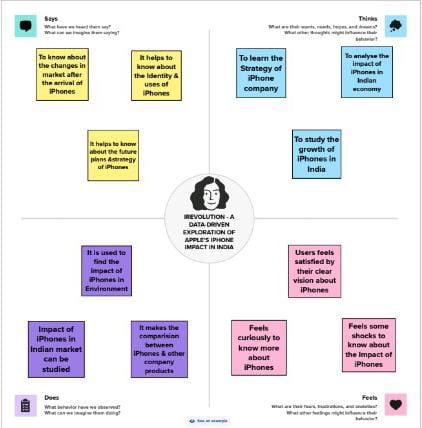 Says
What have we heard them say?
What can we imagine them saying?
Thinks
What are their wants, needs, hopes, and dreams?
What other thoughts might influence their
behavior?
To know about
the changes in
market after
the arrival of
iPhones
It helps to
know about
the Identity &
uses of
iPhones
It helps to know
about the future
plans &strategy
of iPhones
To learn the
Strategy of
iPhone
company
To analyse the
impact of
iPhones in
Indian
economy
To study the
growth of
iPhones in
India
IREVOLUTION - A
DATA-DRIVEN
EXPLORATION OF
APPLE'S IPHONE
IMPACT IN INDIA
It is used to
find the
impact of
iPhones in
Environment
Impact of
iPhones in
Indian market
can be
studied
It makes the
comparision
between
iPhones & other
company
products
Users feels
satisfied by
their clear
vision about
iPhones
Feels
curiously to
know more
about
iPhones
Feels some
shocks to
know about
the Impact of
iPhones
Does
What behavior have we observed?
What can we imagine them doing?
See an example
Feels
What are their fears, frustrations, and anxieties?
What other feelings might influence their
behavior?